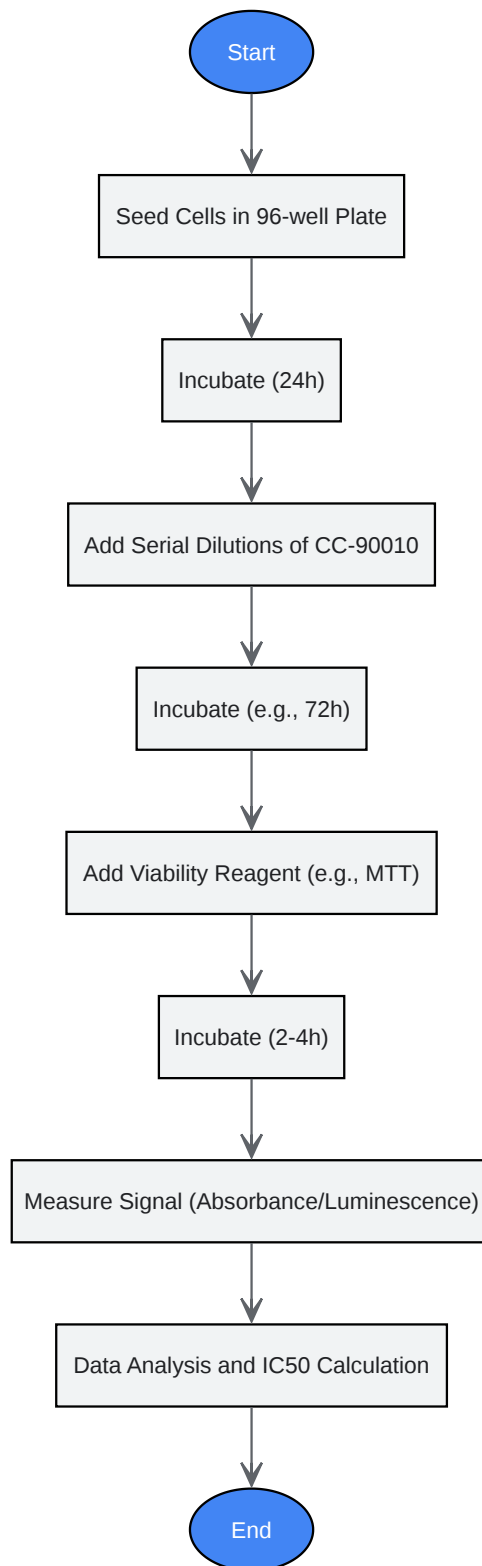 Start
Seed Cells in 96-well Plate
Incubate (24h)
Add Serial Dilutions of CC-90010
Incubate (e.g., 72h)
Add Viability Reagent (e.g., MTT)
Incubate (2-4h)
Measure Signal (Absorbance/Luminescence)
Data Analysis and IC50 Calculation
End